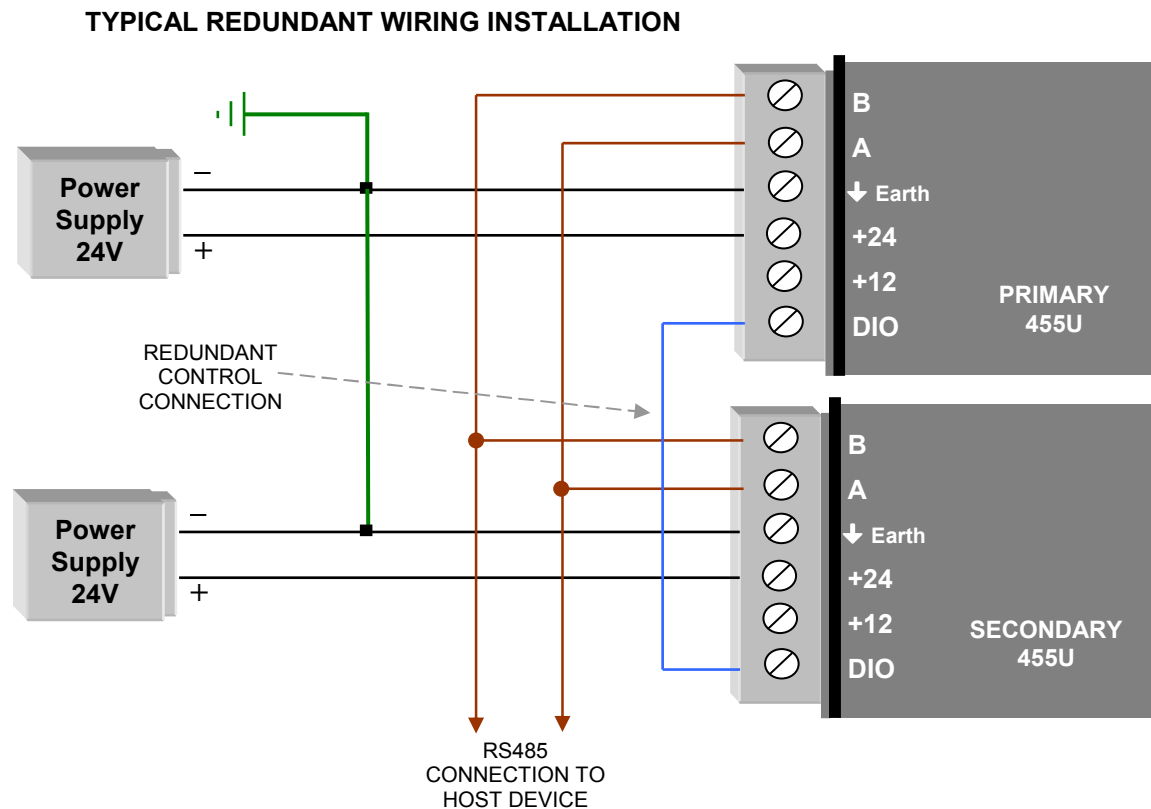 TYPICAL REDUNDANT WIRING INSTALLATION
Power
Supply
24V
–
+
B
A
Earth
+24
+12
DIO
PRIMARY
455U
REDUNDANT
CONTROL
CONNECTION
Power
Supply
24V
–
+
B
A
Earth
+24
+12
DIO
SECONDARY
455U
RS485
CONNECTION TO
HOST DEVICE